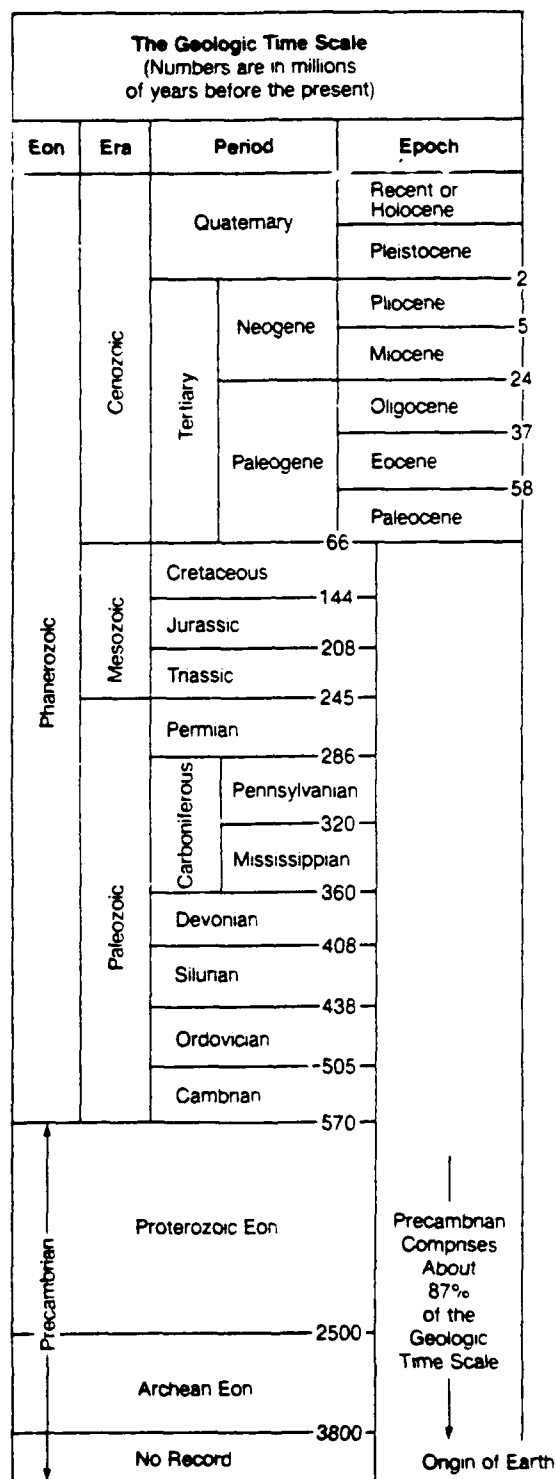 The Geologic Time Scale
(Numbers are in millions
of years before the present)
Eon Era Period Epoch
Phanerozoic
Cenozoic
Quaternary
Recent or
Holocene
Pleistocene
2
Tertiary
Neogene
Pliocene
5
Miocene
24
Paleogene
Oligocene
37
Eocene
58
Paleocene
66
Mesozoic
Cretaceous
144
Jurassic
208
Triassic
245
Paleozoic
Permian
286
Carboniferous
Pennsylvanian
320
Mississippian
360
Devonian
408
Silurian
438
Ordovician
505
Cambrian
570
Precambrian
Proterozoic Eon
2500
Archean Eon
3800
No Record
Precambrian
Comprises
About
87%
of the
Geologic
Time Scale
Origin of Earth